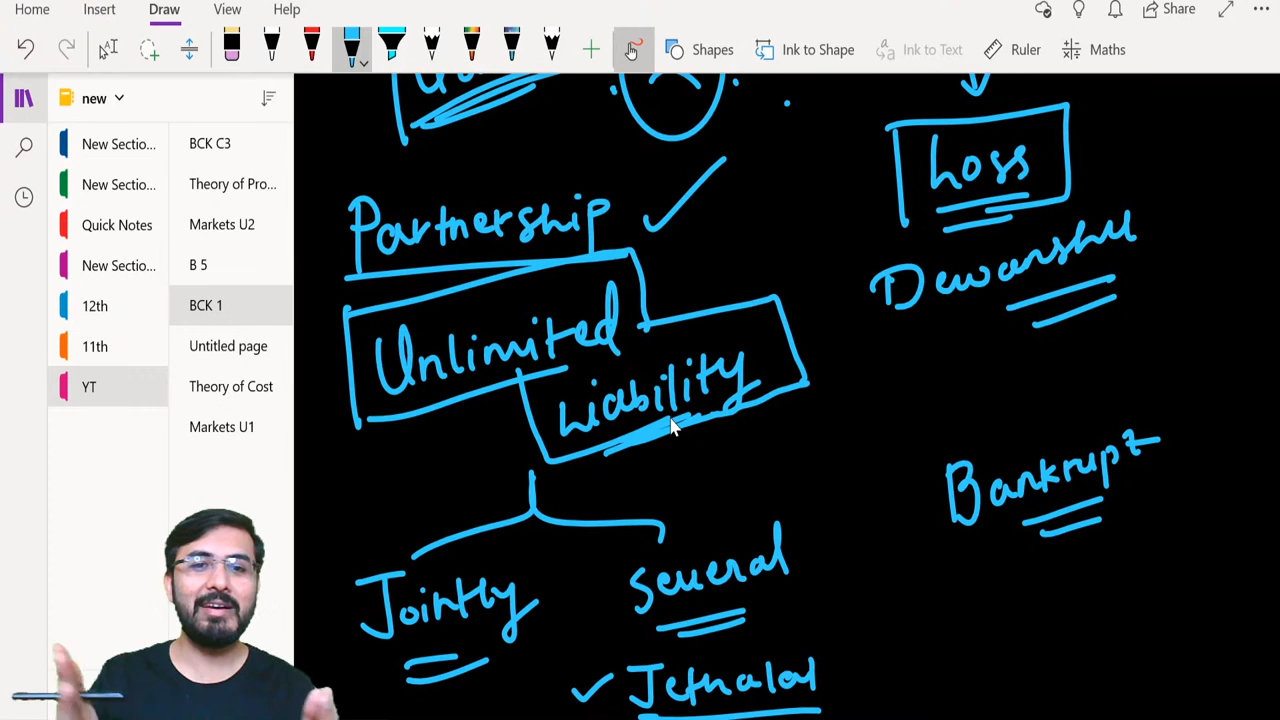 Home Insert Draw View Help Share
Shapes Ink to Shape Ink to Text Ruler Maths
new
New Sectio...
New Sectio...
Quick Notes
New Sectio...
12th
11th
YT
BCK C3
Theory of Pro...
Markets U2
B 5
BCK 1
Untitled page
Theory of Cost
Markets U1
Partnership
Unlimited
Liability
Jointly
Several
Jethalal
Loss
Dewanshu
Bankrupt